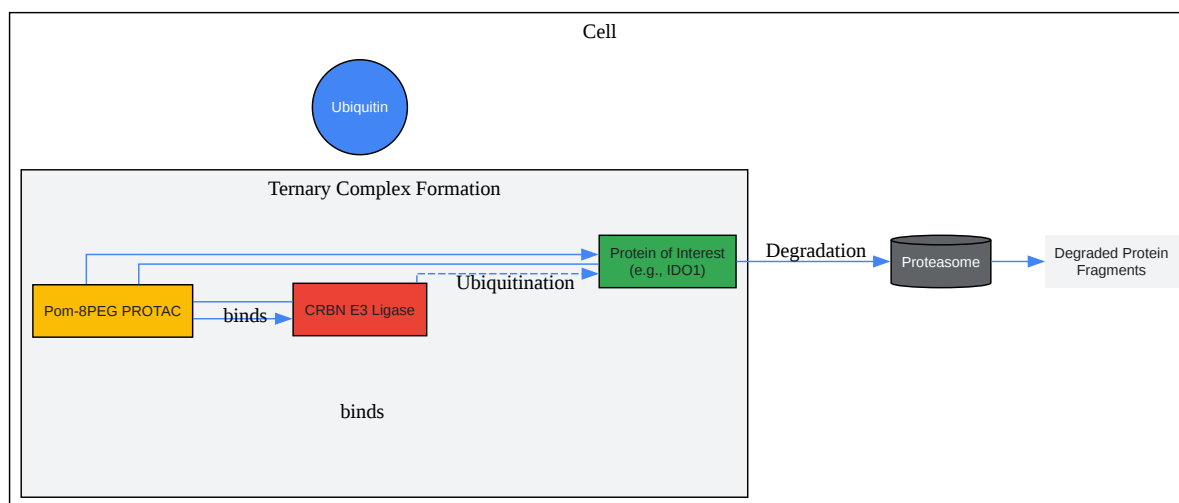 Cell
Ubiquitin
Ternary Complex Formation
Protein of Interest
(e.g., IDO1)
Degradation
Proteasome
Degraded Protein
Fragments
Ubiquitination
Pom-8PEG PROTAC
binds
CRBN E3 Ligase
binds